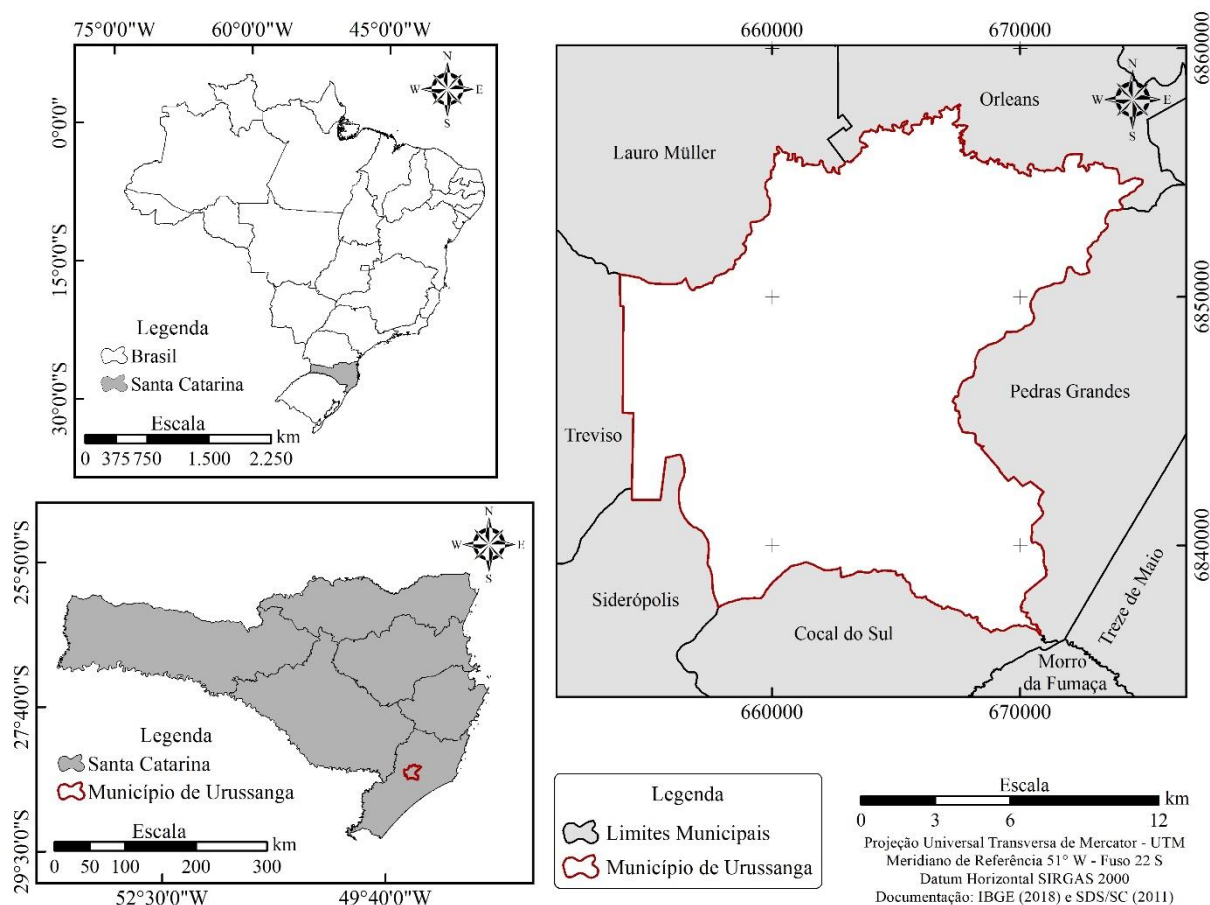 75°0'0"W 60°0'0"W 45°0'0"W
0°0'0"
15°0'0"S
30°0'0"S
N
W E
S
Legenda
Brasil
Santa Catarina
Escala
km
0 375 750 1.500 2.250
25°50'0"S
27°40'0"S
29°30'0"S
N
W E
S
Legenda
Santa Catarina
Município de Urussanga
Escala
km
0 50 100 200 300
52°30'0"W 49°40'0"W
660000 670000
6860000
6850000
6840000
N
W E
S
Orleans
Lauro Müller
Pedras Grandes
Treviso
Treze de Maio
Siderópolis
Cocal do Sul
Morro
da Fumaça
660000 670000
Legenda
Limites Municipais
Município de Urussanga
Escala
km
0 3 6 12
Projeção Universal Transversa de Mercator - UTM
Meridiano de Referência 51° W - Fuso 22 S
Datum Horizontal SIRGAS 2000
Documentação: IBGE (2018) e SDS/SC (2011)